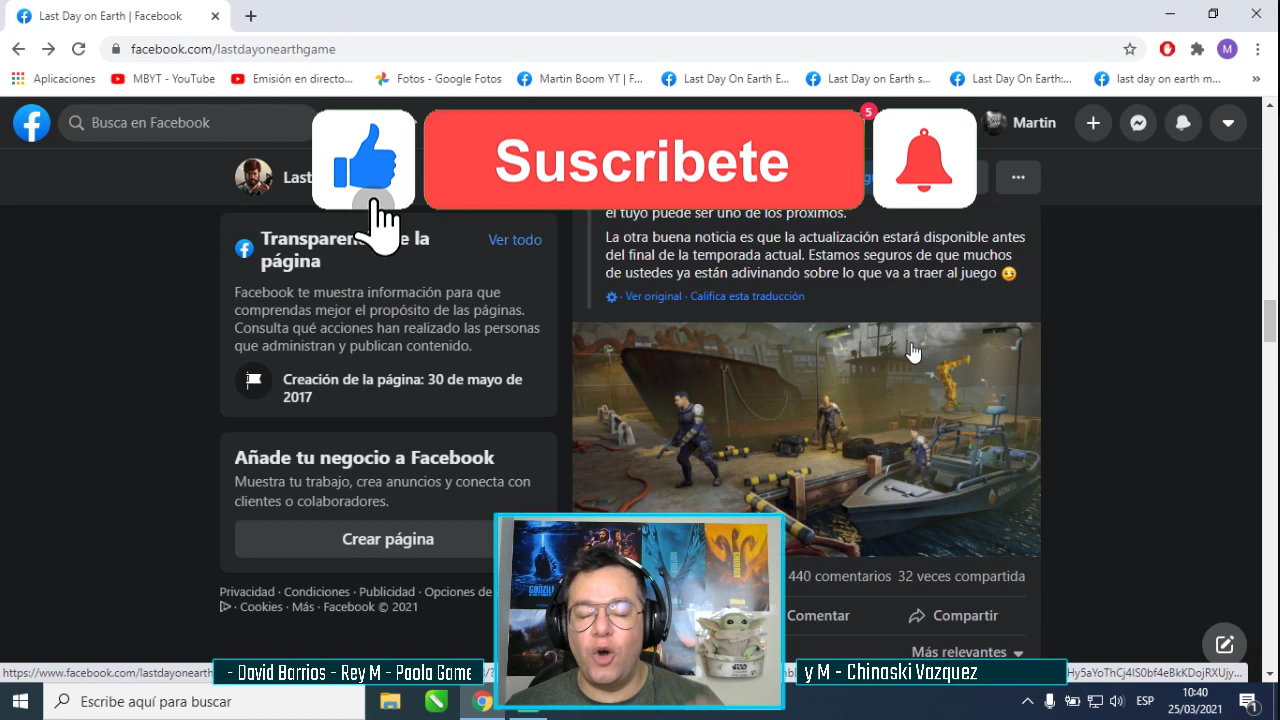 Last Day on Earth | Facebook
facebook.com/lastdayonearthgame
M
Aplicaciones
MBYT - YouTube
Emisión en directo...
Fotos - Google Fotos
Martin Boom YT | F...
Last Day On Earth E...
Last Day on Earth s...
Last Day On Earth:...
last day on earth m...
Busca en Facebook
5
Martin
Suscribete
Last
Transparen e la
página
Ver todo
Facebook te muestra información para que
comprendas mejor el propósito de las páginas.
Consulta qué acciones han realizado las personas
que administran y publican contenido.
Creación de la página: 30 de mayo de
2017
Añade tu negocio a Facebook
Muestra tu trabajo, crea anuncios y conecta con
clientes o colaboradores.
Crear página
Privacidad · Condiciones · Publicidad · Opciones de
· Cookies · Más · Facebook © 2021
el tuyo puede ser uno de los próximos.
La otra buena noticia es que la actualización estará disponible antes
del final de la temporada actual. Estamos seguros de que muchos
de ustedes ya están adivinando sobre lo que va a traer al juego 😏
· Ver original · Califica esta traducción
440 comentarios 32 veces compartida
Comentar
Compartir
Más relevantes
GODZILLA
STAR WARS
https://www.facebook.com/lastdayonearth
- David Barrios - Rey M - Paola Game
y M - Chinaski Vazquez
Escribe aquí para buscar
ESP
10:40
25/03/2021
1